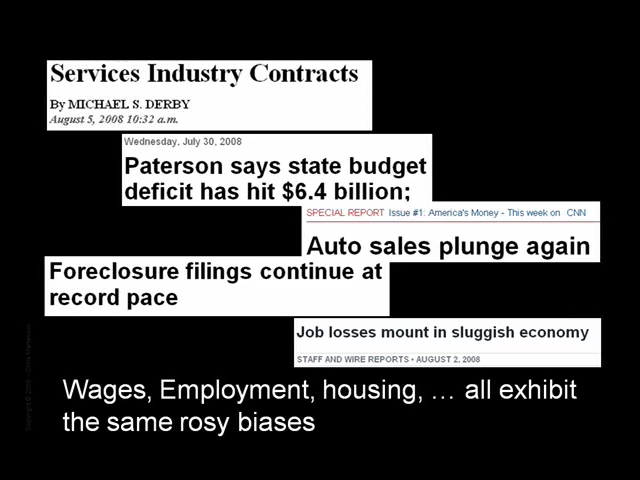 Services Industry Contracts
By MICHAEL S. DERBY
August 5, 2008 10:32 a.m.
Wednesday, July 30, 2008
Paterson says state budget
deficit has hit $6.4 billion;
SPECIAL REPORT Issue #1: America's Money - This week on CNN
Auto sales plunge again
Foreclosure filings continue at
record pace
Job losses mount in sluggish economy
STAFF AND WIRE REPORTS • AUGUST 2, 2008
Wages, Employment, housing, … all exhibit
the same rosy biases